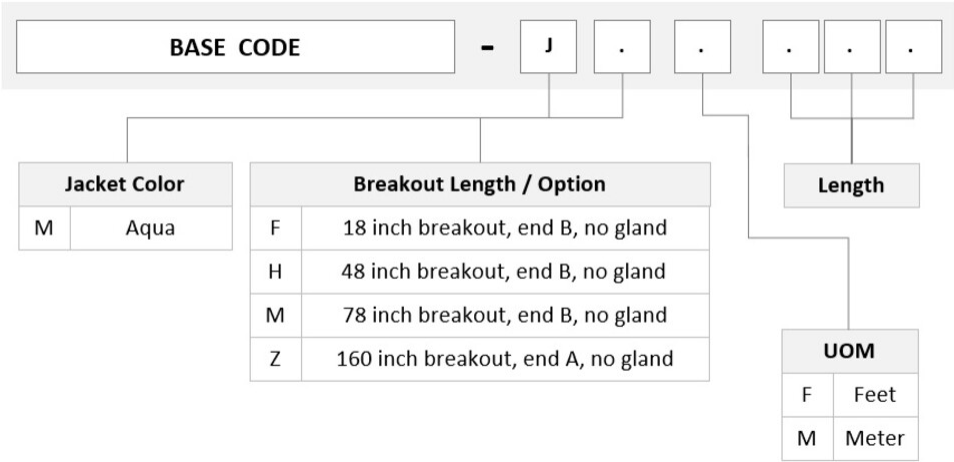 BASE CODE - J . . . . .
Jacket Color
M Aqua
Breakout Length / Option
F 18 inch breakout, end B, no gland
H 48 inch breakout, end B, no gland
M 78 inch breakout, end B, no gland
Z 160 inch breakout, end A, no gland
Length
UOM
F Feet
M Meter